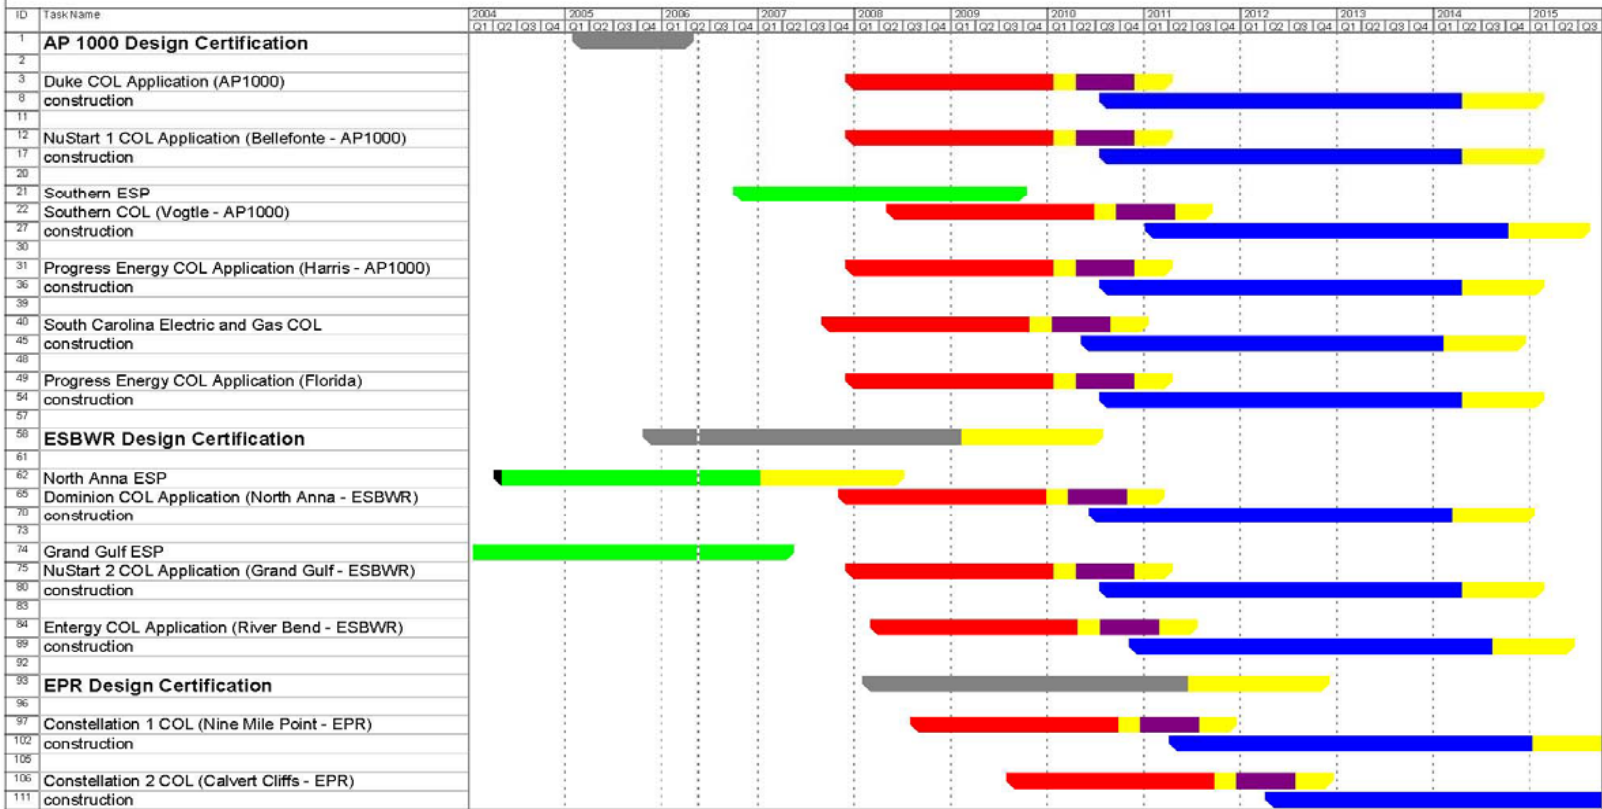 ID Task Name 2004 2005 2006 2007 2008 2009 2010 2011 2012 2013 2014 2015
Q1 Q2 Q3 Q4 Q1 Q2 Q3 Q4 Q1 Q2 Q3 Q4 Q1 Q2 Q3 Q4 Q1 Q2 Q3 Q4 Q1 Q2 Q3 Q4 Q1 Q2 Q3 Q4 Q1 Q2 Q3 Q4 Q1 Q2 Q3 Q4 Q1 Q2 Q3 Q4 Q1 Q2 Q3 Q4 Q1 Q2 Q3
1 AP 1000 Design Certification
2
3 Duke COL Application (AP1000)
8 construction
11
12 NuStart 1 COL Application (Bellefonte - AP1000)
17 construction
20
21 Southern ESP
22 Southern COL (Vogtle - AP1000)
27 construction
30
31 Progress Energy COL Application (Harris - AP1000)
36 construction
39
40 South Carolina Electric and Gas COL
45 construction
48
49 Progress Energy COL Application (Florida)
54 construction
57
58 ESBWR Design Certification
61
62 North Anna ESP
65 Dominion COL Application (North Anna - ESBWR)
70 construction
73
74 Grand Gulf ESP
75 NuStart 2 COL Application (Grand Gulf - ESBWR)
80 construction
83
84 Entergy COL Application (River Bend - ESBWR)
89 construction
92
93 EPR Design Certification
96
97 Constellation 1 COL (Nine Mile Point - EPR)
102 construction
105
106 Constellation 2 COL (Calvert Cliffs - EPR)
111 construction